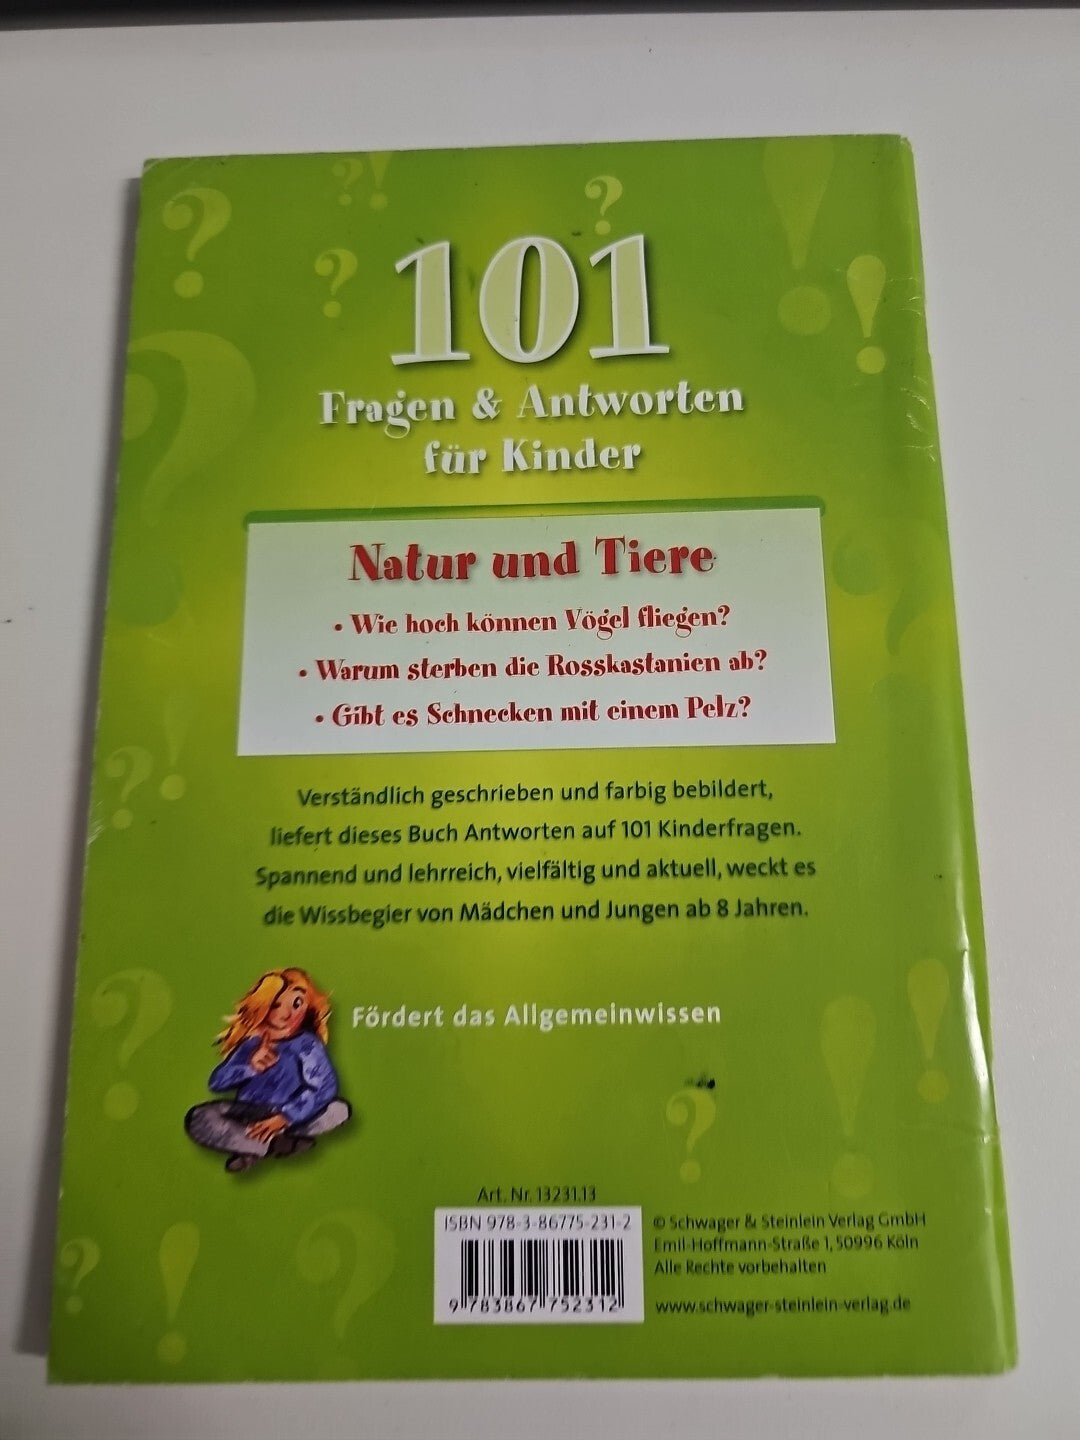 101
Fragen & Antworten
für Kinder
Natur und Tiere
• Wie hoch können Vögel fliegen?
• Warum sterben die Rosskastanien ab?
• Gibt es Schnecken mit einem Pelz?
Verständlich geschrieben und farbig bebildert,
liefert dieses Buch Antworten auf 101 Kinderfragen.
Spannend und lehrreich, vielfältig und aktuell, weckt es
die Wissbegier von Mädchen und Jungen ab 8 Jahren.
Fördert das Allgemeinwissen
Art. Nr. 13231.13
ISBN 978-3-86775-231-2
9 783867 752312
© Schwager & Steinlein Verlag GmbH
Emil-Hoffmann-Straße 1, 50996 Köln
Alle Rechte vorbehalten
www.schwager-steinlein-verlag.de